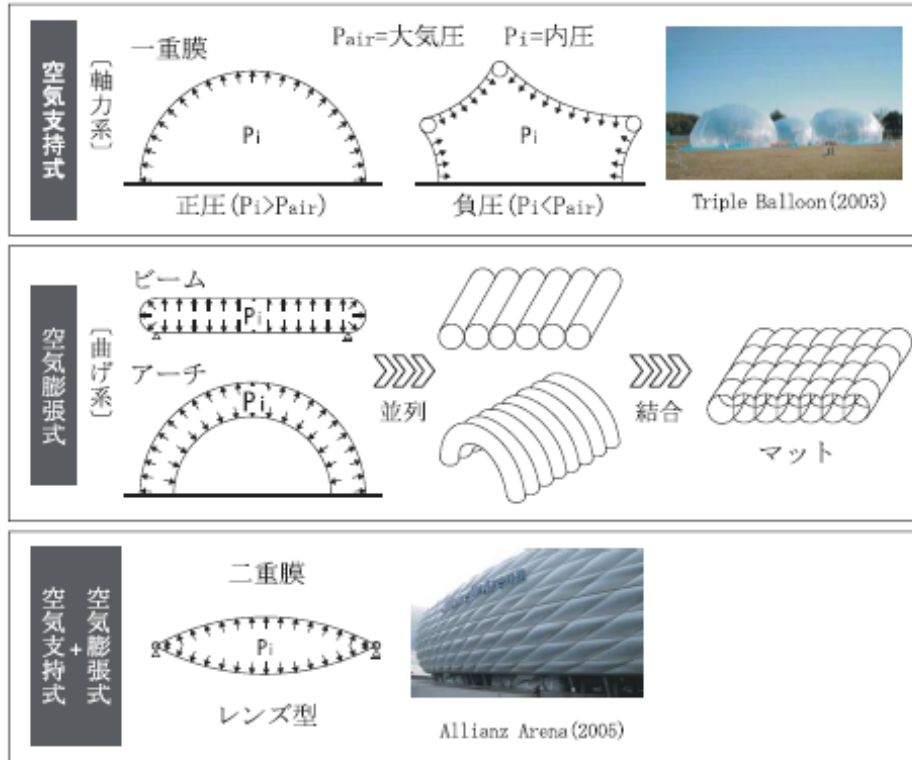 空気支持式
〔軸力系〕
一重膜
Pair=大気圧 Pi=内圧
Pi
Pi
正圧(Pi>Pair)
負圧(Pi<Pair)
Triple Balloon(2003)
空気膨張式
〔曲げ系〕
ビーム
Pi
アーチ
Pi
並列
結合
マット
空気膨張式
+
空気支持式
二重膜
Pi
レンズ型
Allianz Arena(2005)